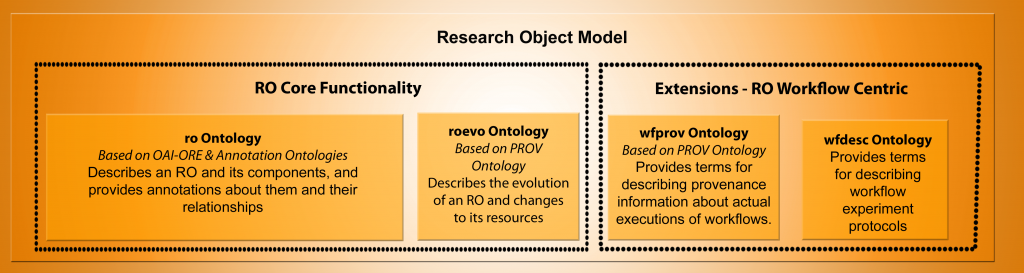 Research Object Model
RO Core Functionality
ro Ontology
Based on OAI-ORE & Annotation Ontologies
Describes an RO and its components, and
provides annotations about them and their
relationships
roevo Ontology
Based on PROV
Ontology
Describes the evolution
of an RO and changes
to its resources
Extensions - RO Workflow Centric
wfprov Ontology
Based on PROV Ontology
Provides terms for
describing provenance
information about actual
executions of workflows.
wfdesc Ontology
Provides terms
for describing
workflow
experiment
protocols